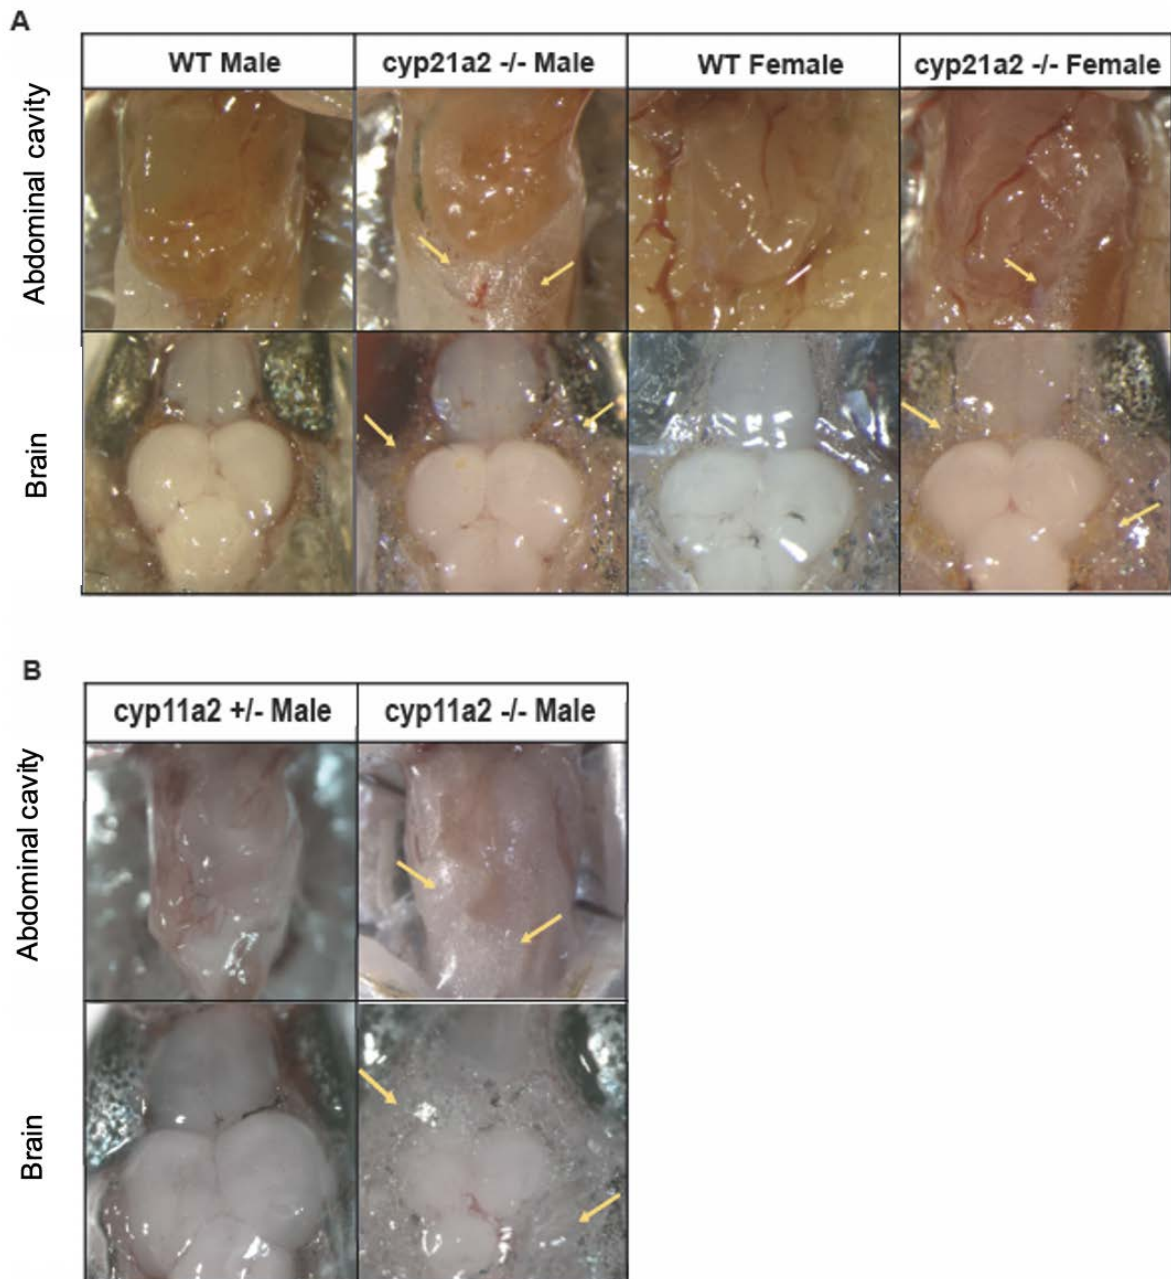 A
WT Male
cyp21a2 -/- Male
WT Female
cyp21a2 -/- Female
Abdominal cavity
Brain
B
cyp11a2 +/- Male
cyp11a2 -/- Male
Abdominal cavity
Brain